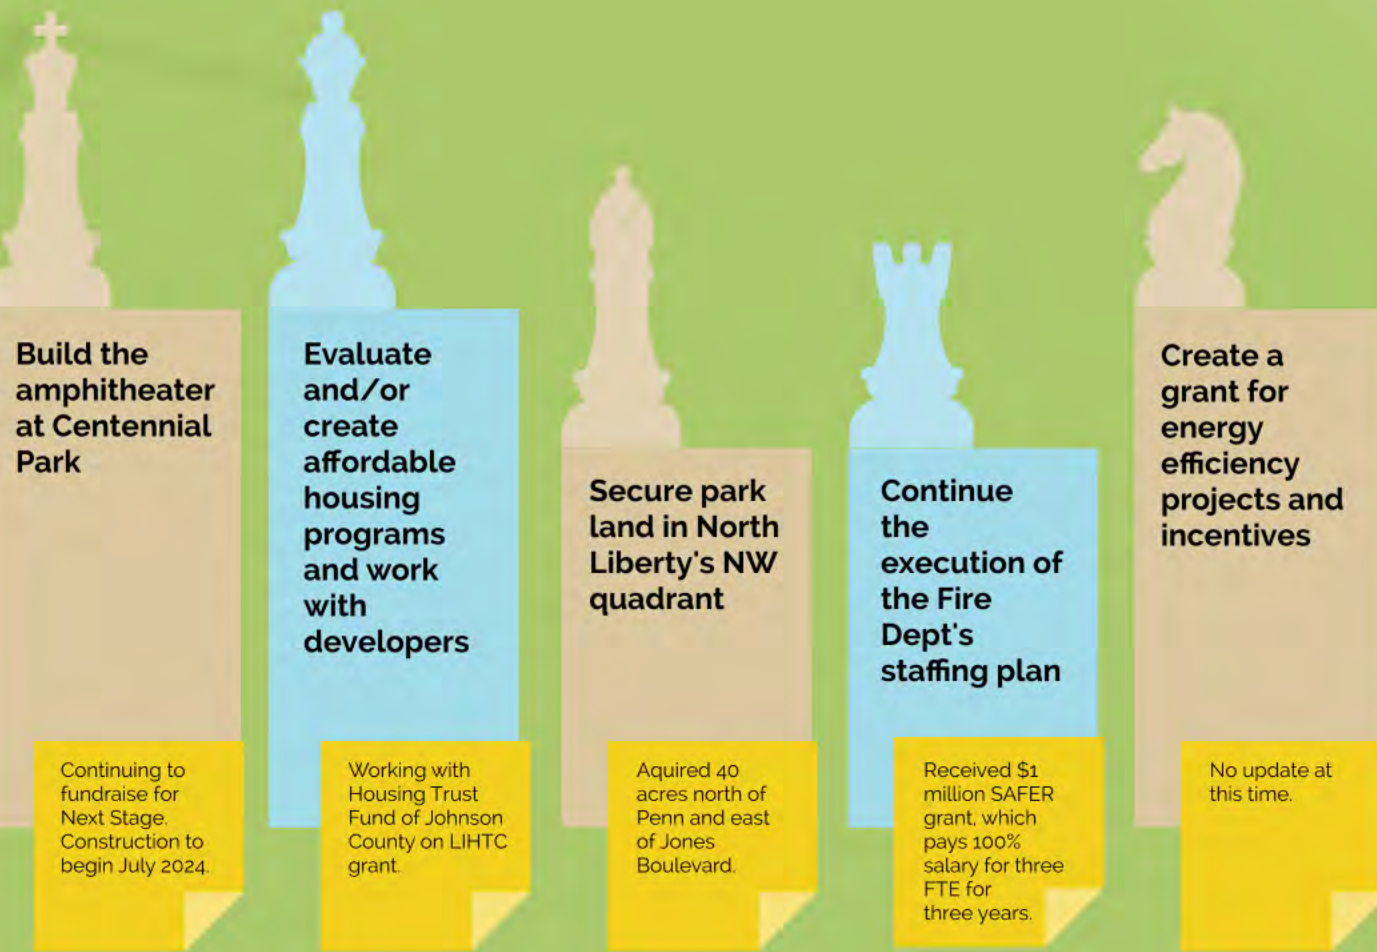 Build the
amphitheater
at Centennial
Park
Continuing to
fundraise for
Next Stage.
Construction to
begin July 2024.
Evaluate
and/or
create
affordable
housing
programs
and work
with
developers
Working with
Housing Trust
Fund of Johnson
County on LIHTC
grant.
Secure park
land in North
Liberty's NW
quadrant
Aquired 40
acres north of
Penn and east
of Jones
Boulevard.
Continue
the
execution of
the Fire
Dept's
staffing plan
Received $1
million SAFER
grant, which
pays 100%
salary for three
FTE for
three years.
Create a
grant for
energy
efficiency
projects and
incentives
No update at
this time.